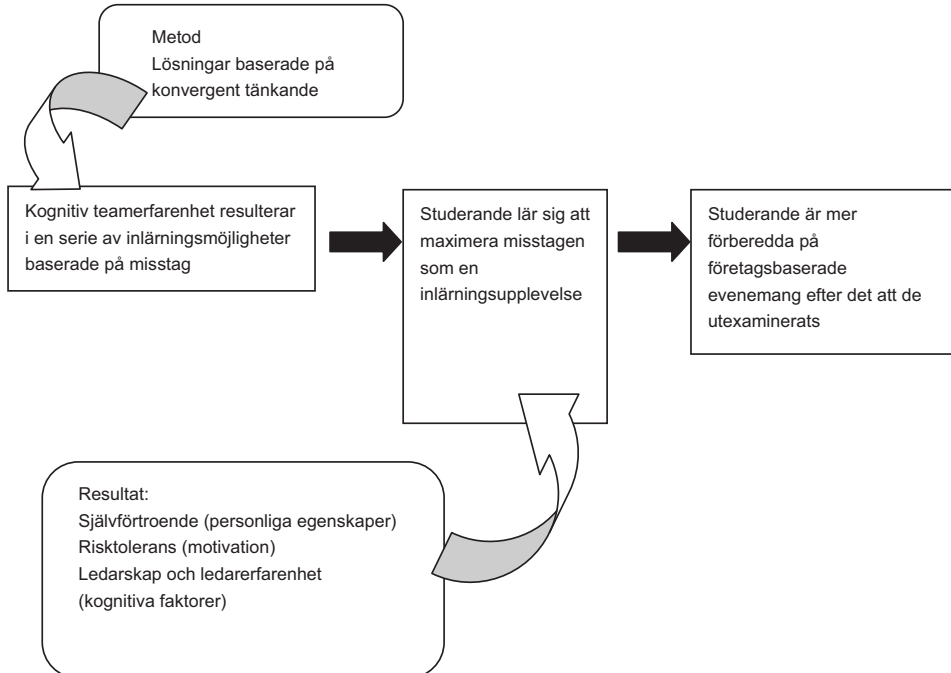 Metod
Lösningar baserade på
konvergent tänkande
Kognitiv teamerfarenhet resulterar
i en serie av inlärningsmöjligheter
baserade på misstag
Studerande lär sig att
maximera misstagen
som en
inlärningsupplevelse
Studerande är mer
förberedda på
företagsbaserade
evenemang efter det att de
utexaminerats
Resultat:
Självförtroende (personliga egenskaper)
Risktolerans (motivation)
Ledarskap och ledarerfarenhet
(kognitiva faktorer)